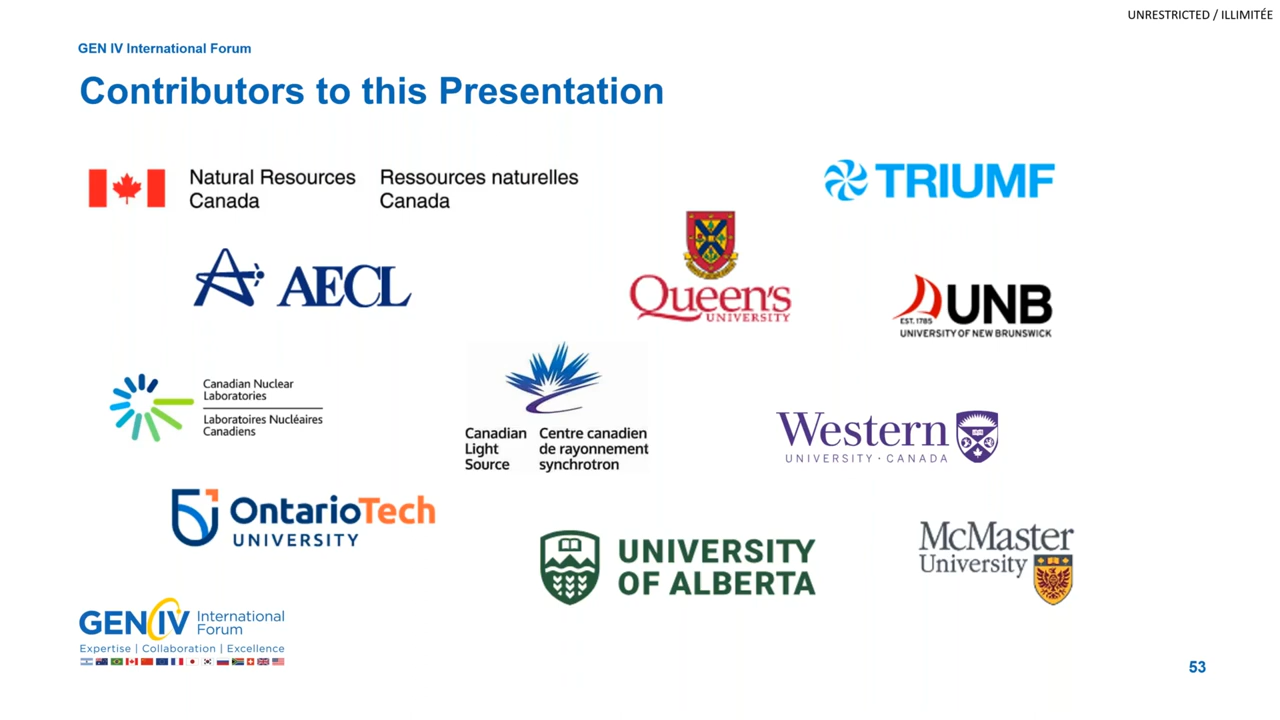 UNRESTRICTED / ILLIMITÉE
GEN IV International Forum
Contributors to this Presentation
Natural Resources
Canada
Ressources naturelles
Canada
TRIUMF
AECL
Queen's
UNIVERSITY
EST. 1785
UNB
UNIVERSITY OF NEW BRUNSWICK
Canadian Nuclear
Laboratories
Laboratoires Nucléaires
Canadiens
Canadian
Light
Source
Centre canadien
de rayonnement
synchrotron
Western
UNIVERSITY · CANADA
OntarioTech
UNIVERSITY
UNIVERSITY
OF ALBERTA
McMaster
University
GEN IV International
Forum
Expertise | Collaboration | Excellence
53